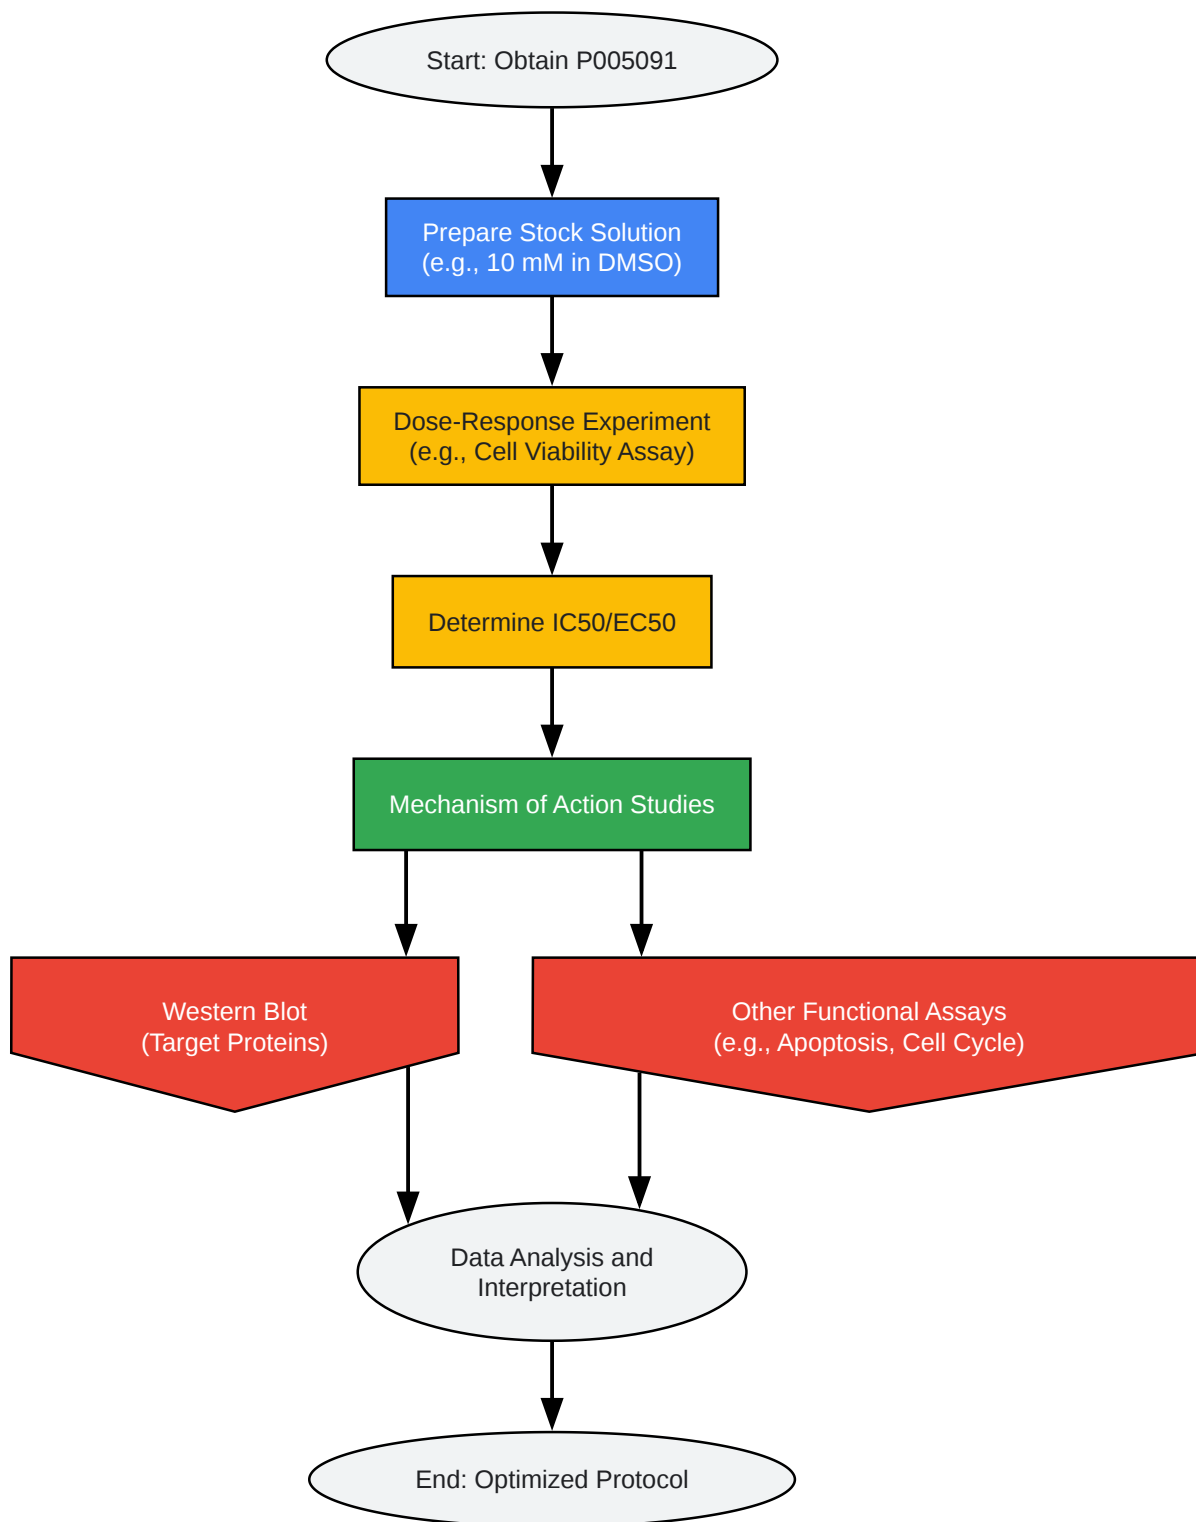 Start: Obtain P005091
Prepare Stock Solution
(e.g., 10 mM in DMSO)
Dose-Response Experiment
(e.g., Cell Viability Assay)
Determine IC50/EC50
Mechanism of Action Studies
Western Blot
(Target Proteins)
Other Functional Assays
(e.g., Apoptosis, Cell Cycle)
Data Analysis and
Interpretation
End: Optimized Protocol